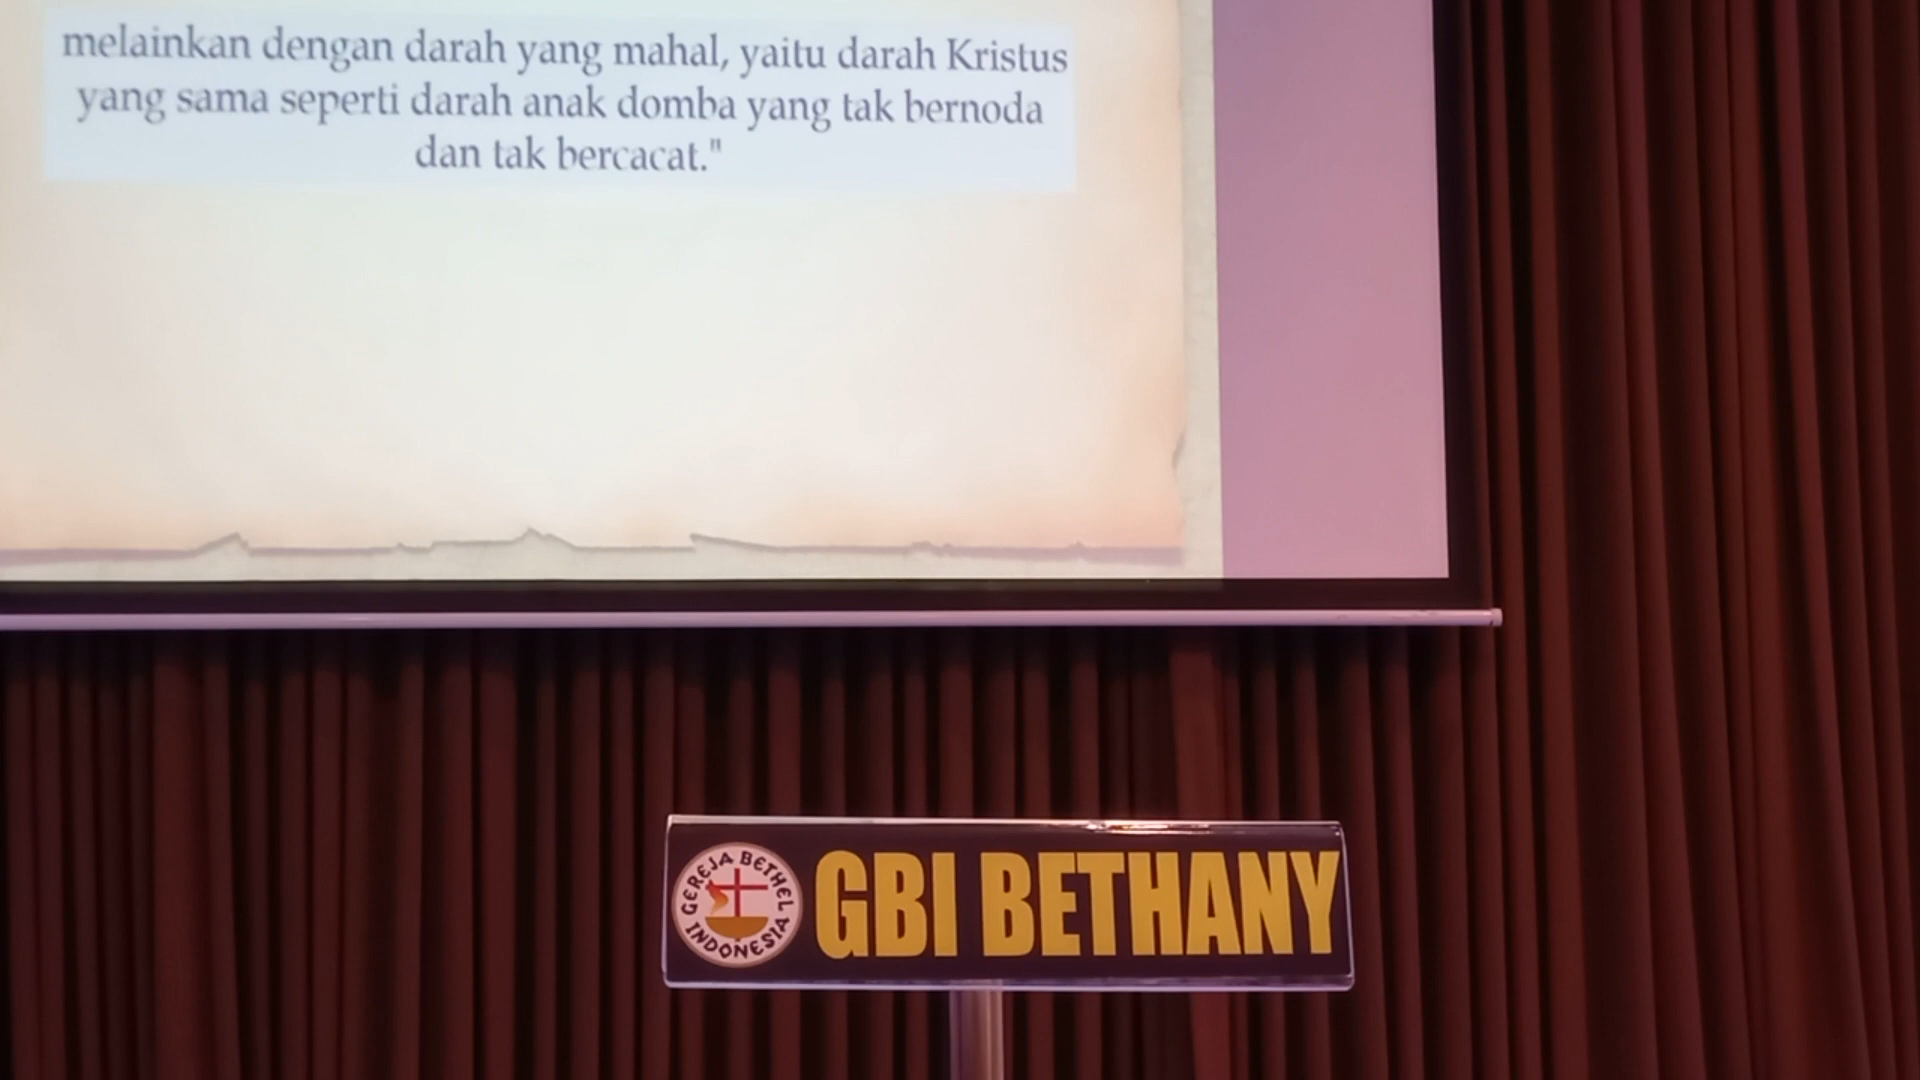 melainkan dengan darah yang mahal, yaitu darah Kristus
yang sama seperti darah anak domba yang tak bernoda
dan tak bercacat."
GEREJA BETHEL
INDONESIA
GBI BETHANY